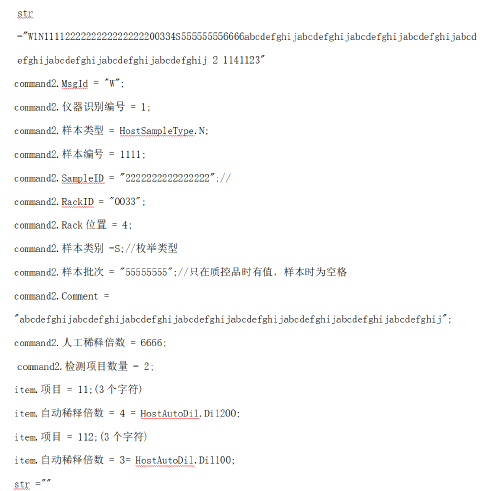 str
="W1N11112222222222222222200334S555555556666abcdefghijabcdefghijabcdefghijabcdefghijabcdefghijabcd
efghijabcdefghijabcdefghijabcdefghij 2 1141123"
command2.MsgId = "W";
command2.仪器识别编号 = 1;
command2.样本类型 = HostSampleType.N;
command2.样本编号 = 1111;
command2.SampleID = "2222222222222222";//
command2.RackID = "0033";
command2.Rack 位置 = 4;
command2.样本类别 =S;//枚举类型
command2.样本批次 = "55555555";//只在质控品时有值，样本时为空格
command2.Comment =
"abcdefghijabcdefghijabcdefghijabcdefghijabcdefghijabcdefghijabcdefghijabcdefghij";
command2.人工稀释倍数 = 6666;
command2.检测项目数量 = 2;
item.项目 = 11;(3 个字符)
item.自动稀释倍数 = 4 = HostAutoDil.Dil200;
item.项目 = 112;(3 个字符)
item.自动稀释倍数 = 3= HostAutoDil.Dil100;
str =""